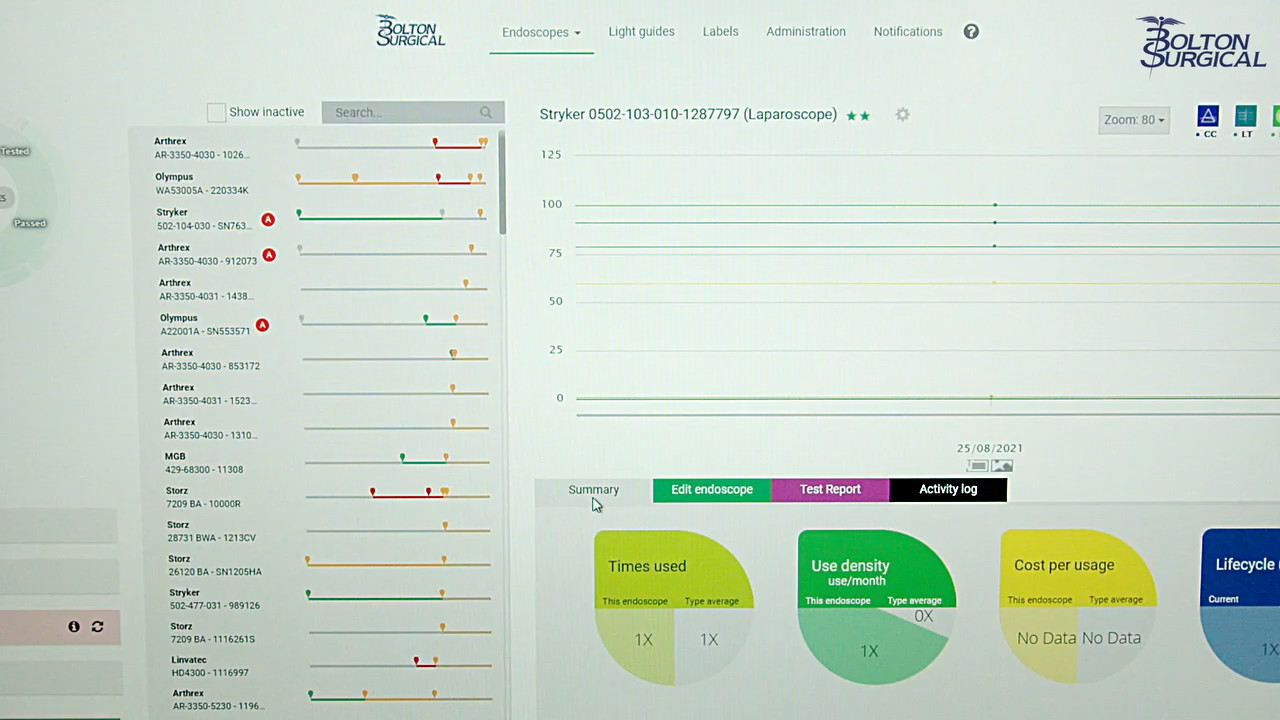 BOLTON
SURGICAL
Endoscopes
Light guides
Labels
Administration
Notifications
?
BOLTON
SURGICAL
Show inactive
Search...
Stryker 0502-103-010-1287797 (Laparoscope)
Zoom: 80
CC
LT
Tested
Passed
Arthrex
AR-3350-4030 - 1026...
Olympus
WA53005A - 220334K
Stryker
502-104-030 - SN763...
A
Arthrex
AR-3350-4030 - 912073
A
Arthrex
AR-3350-4031 - 1438...
Olympus
A22001A - SN553571
A
Arthrex
AR-3350-4030 - 853172
Arthrex
AR-3350-4031 - 1523...
Arthrex
AR-3350-4030 - 1310...
MGB
429-68300 - 11308
Storz
7209 BA - 10000R
Storz
28731 BWA - 1213CV
Storz
26120 BA - SN1205HA
Stryker
502-477-031 - 989126
Storz
7209 BA - 1116261S
Linvatec
HD4300 - 1116997
Arthrex
AR-3350-5230 - 1196...
125
100
75
50
25
0
25/08/2021
Summary
Edit endoscope
Test Report
Activity log
Times used
This endoscope
Type average
1X
1X
Use density
use/month
This endoscope
Type average
0X
1X
Cost per usage
This endoscope
Type average
No Data
No Data
Lifecycle
Current
1X